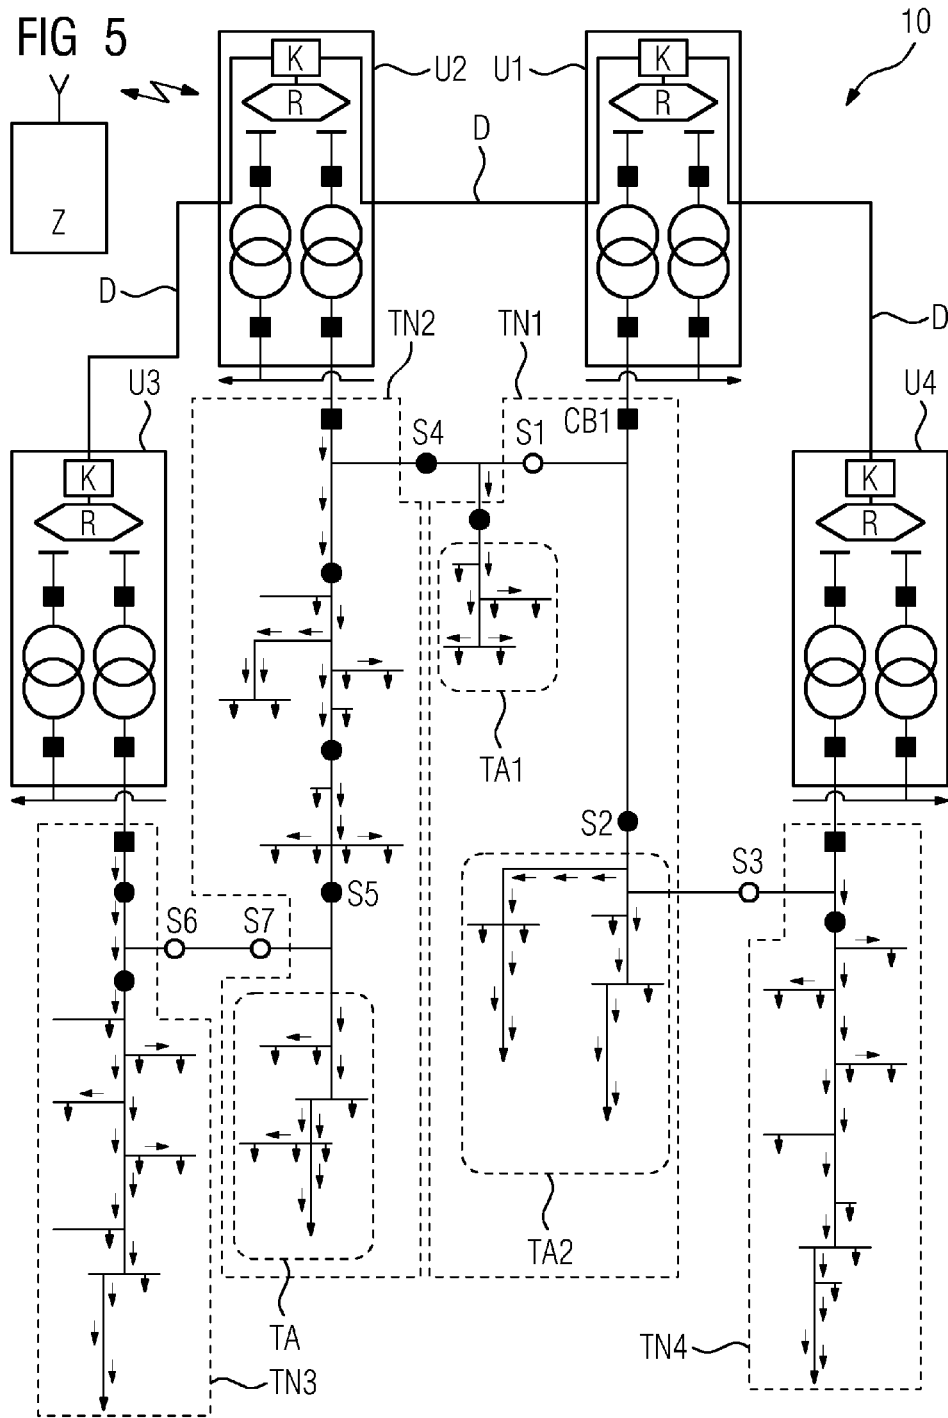 FIG 5
K
U2
U1
K
10
R
R
D
Z
D
D
TN2
TN1
U3
U4
S4
S1
CB1
K
K
R
R
TA1
S2
S3
S5
S6
S7
TA2
TA
TN4
TN3